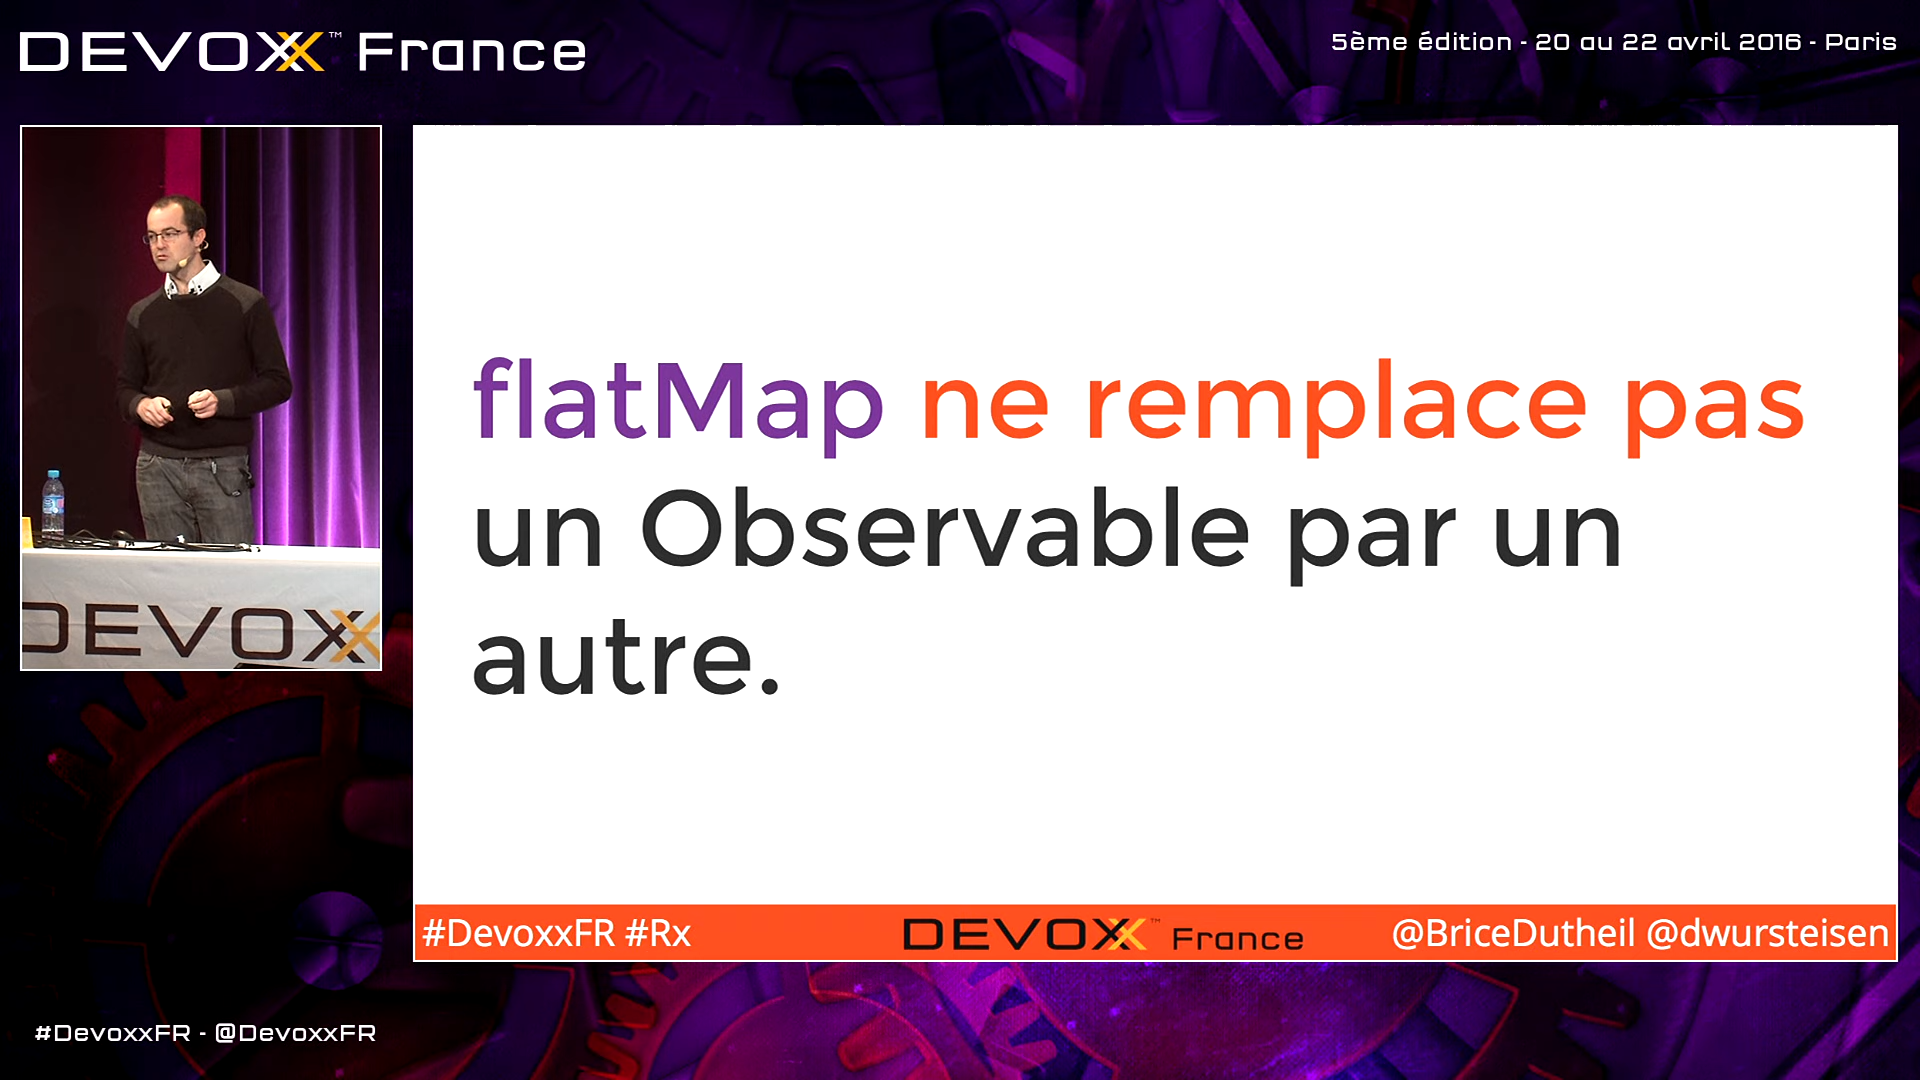 DEVOXX™ France
5ème édition - 20 au 22 avril 2016 - Paris
DEVOXX
flatMap ne remplace pas
un Observable par un
autre.
#DevoxxFR #Rx
DEVOXX™ France
@BriceDutheil @dwursteisen
#DevoxxFR - @DevoxxFR